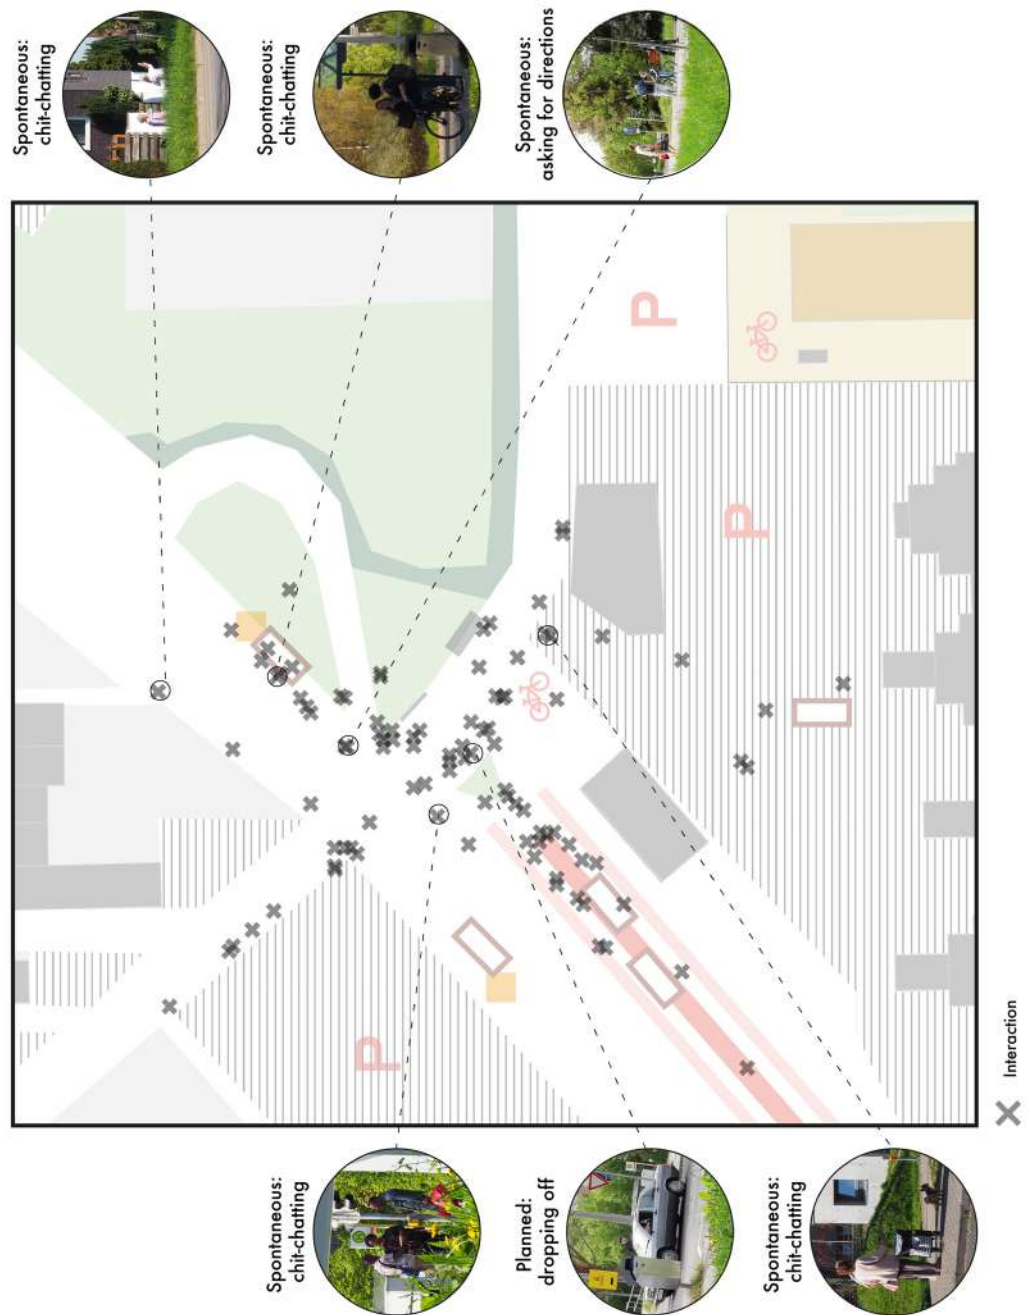 Spontaneous:
chit-chatting
Planned:
dropping off
Spontaneous:
chit-chatting
P
P
P
Spontaneous:
chit-chatting
Spontaneous:
chit-chatting
Spontaneous:
asking for directions
Interaction